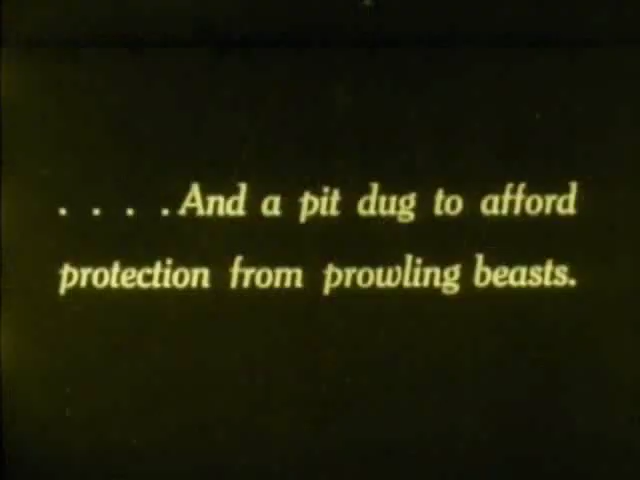 . . . .And a pit dug to afford
protection from prowling beasts.